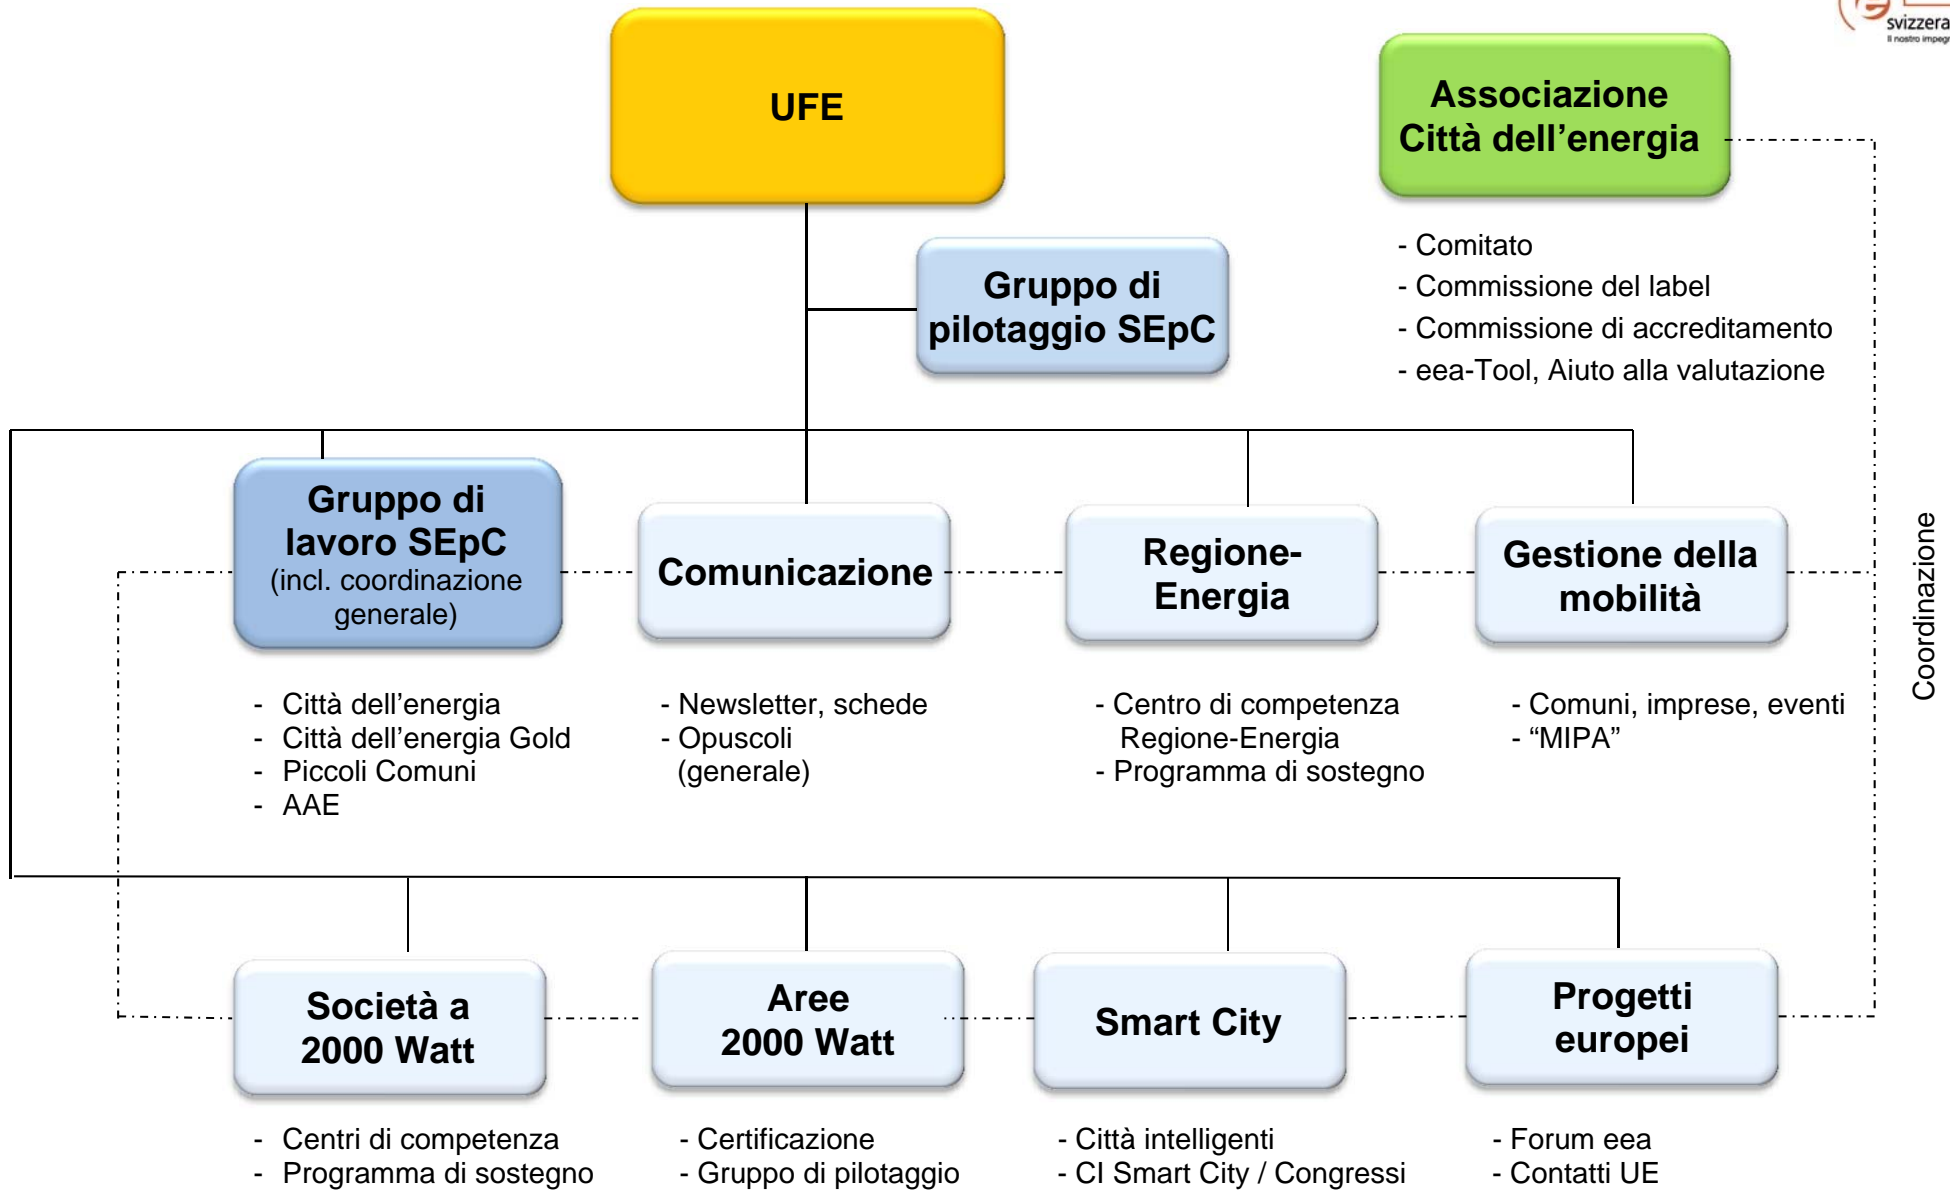 svizzera
Il nostro impegn
UFE
Associazione
Città dell’energia
- Comitato
- Commissione del label
- Commissione di accreditamento
- eea-Tool, Aiuto alla valutazione
Gruppo di
pilotaggio SEpC
Gruppo di
lavoro SEpC
(incl. coordinazione
generale)
- Città dell’energia
- Città dell’energia Gold
- Piccoli Comuni
- AAE
Comunicazione
- Newsletter, schede
- Opuscoli
(generale)
Regione-
Energia
- Centro di competenza
Regione-Energia
- Programma di sostegno
Gestione della
mobilità
- Comuni, imprese, eventi
- “MIPA”
Coordinazione
Società a
2000 Watt
- Centri di competenza
- Programma di sostegno
Aree
2000 Watt
- Certificazione
- Gruppo di pilotaggio
Smart City
- Città intelligenti
- CI Smart City / Congressi
Progetti
europei
- Forum eea
- Contatti UE